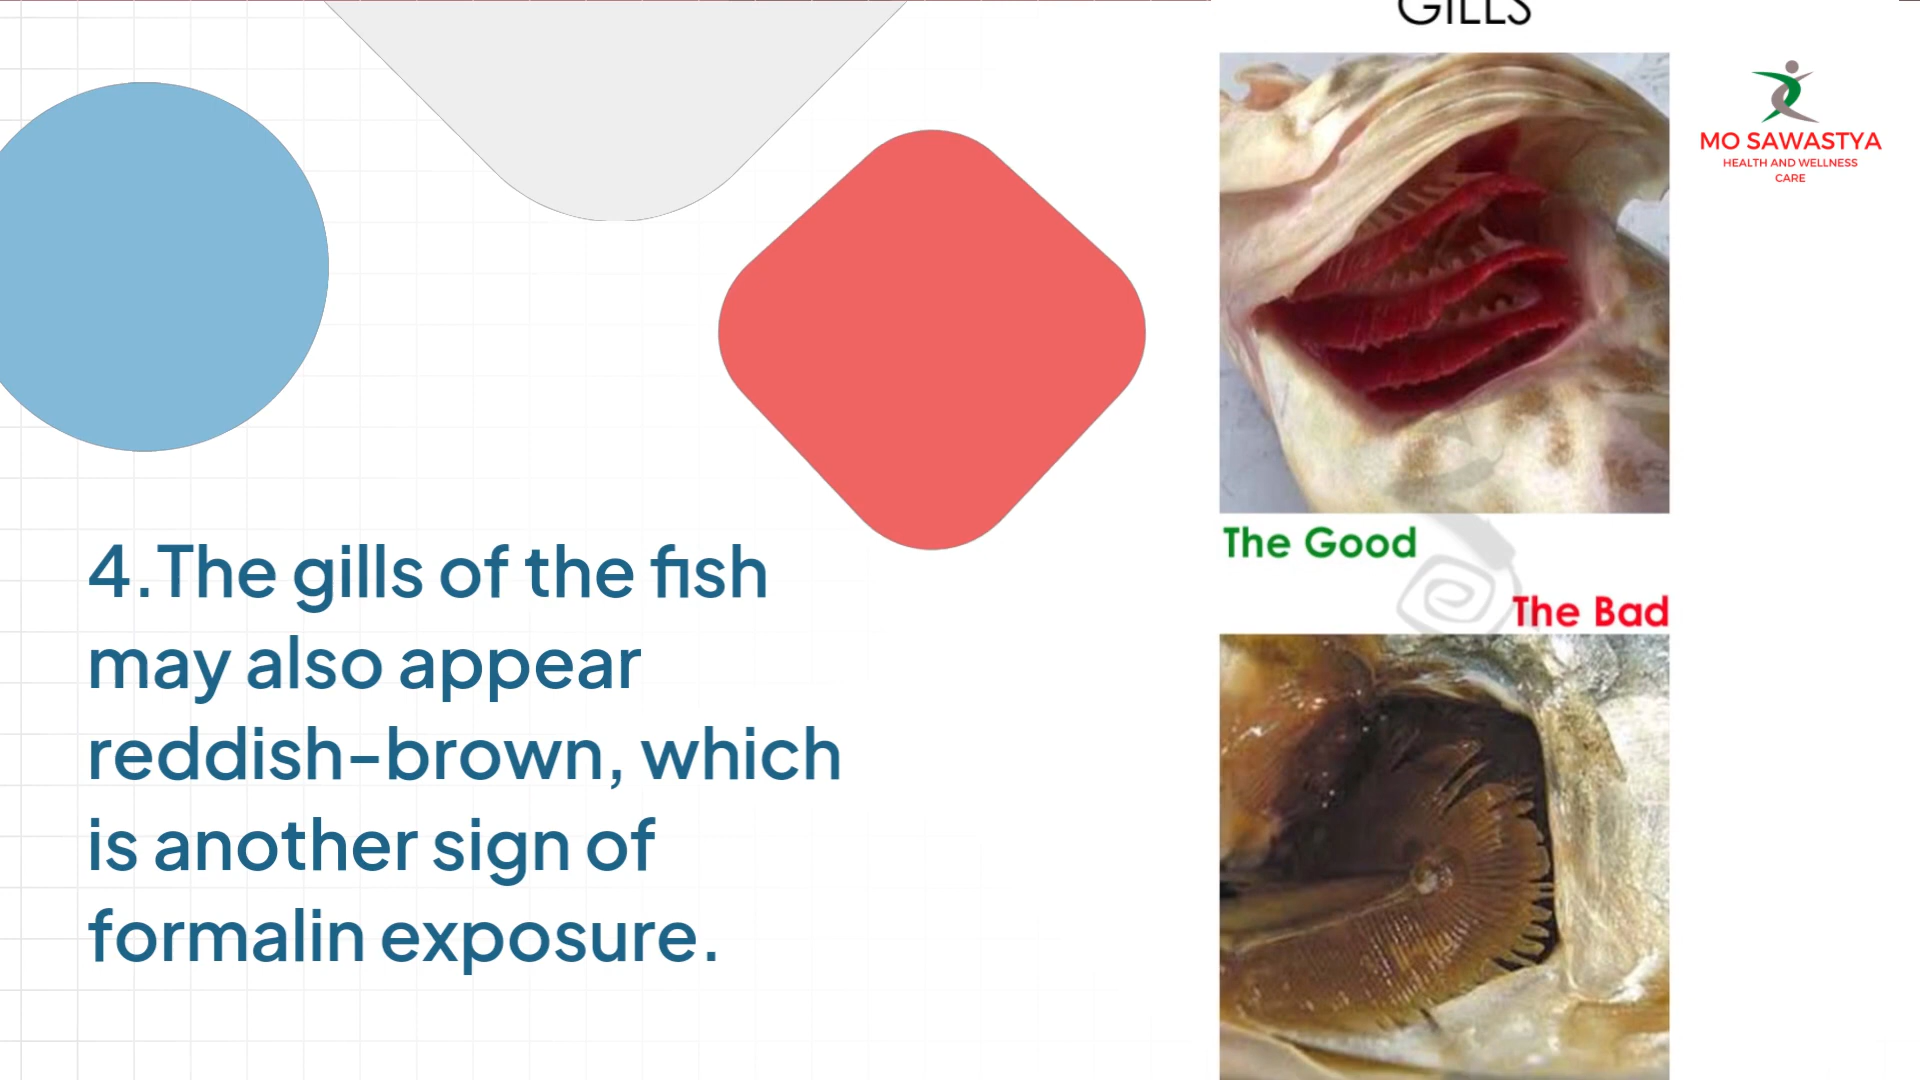 GILLS
MO SAWASTYA
HEALTH AND WELLNESS
CARE
The Good
The Bad
4.The gills of the fish
may also appear
reddish-brown, which
is another sign of
formalin exposure.